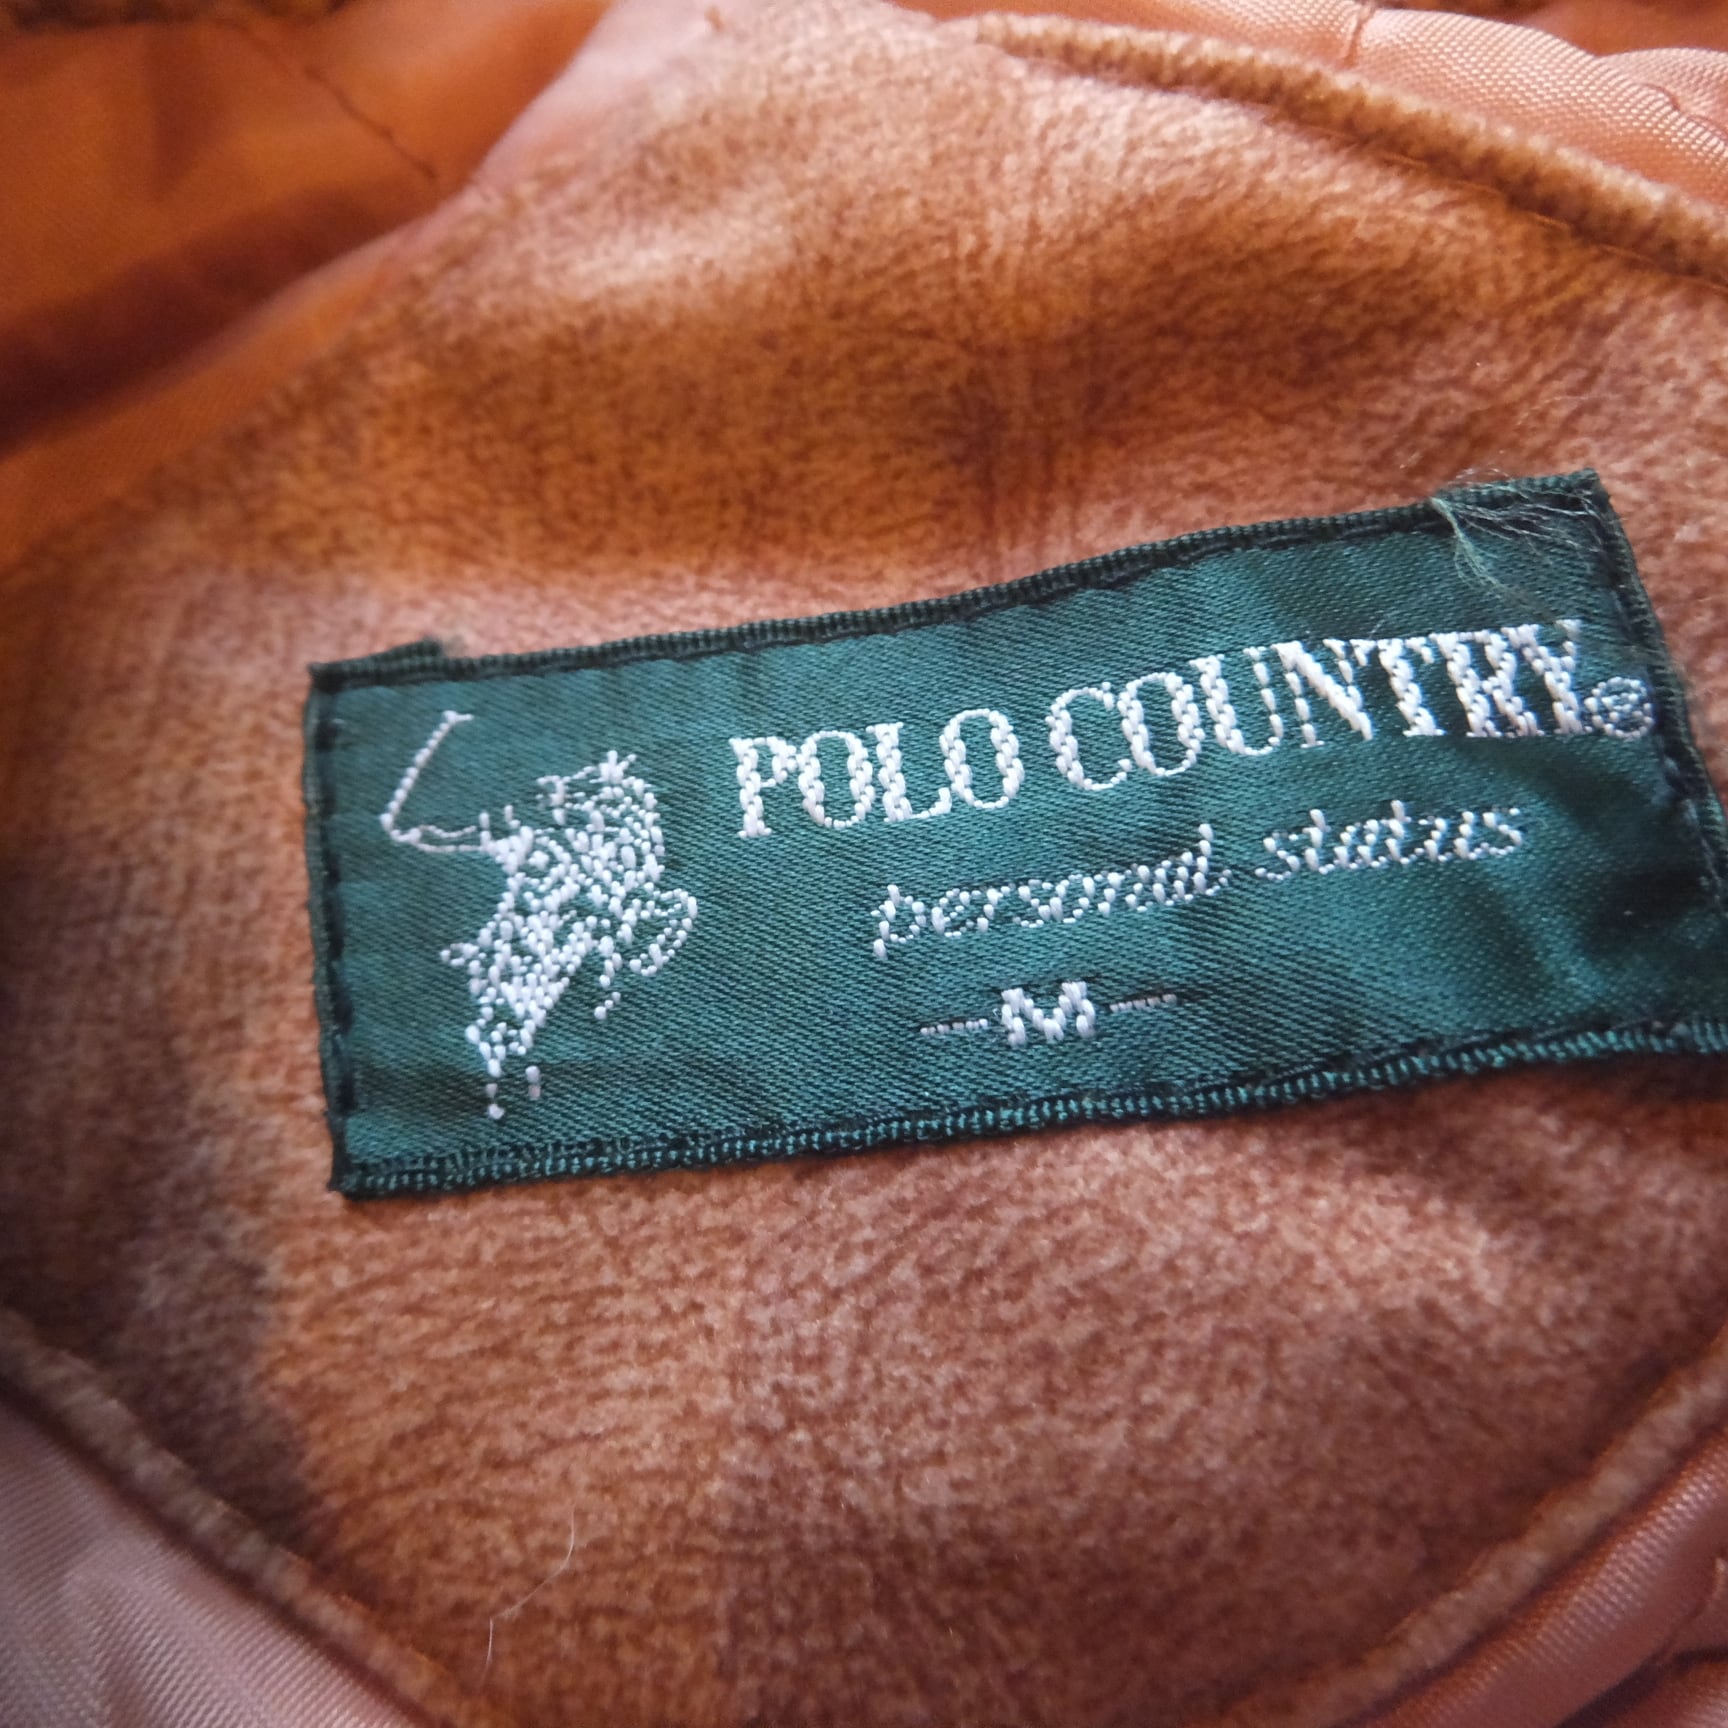 POLO COUNTRY®
personal status
-M-